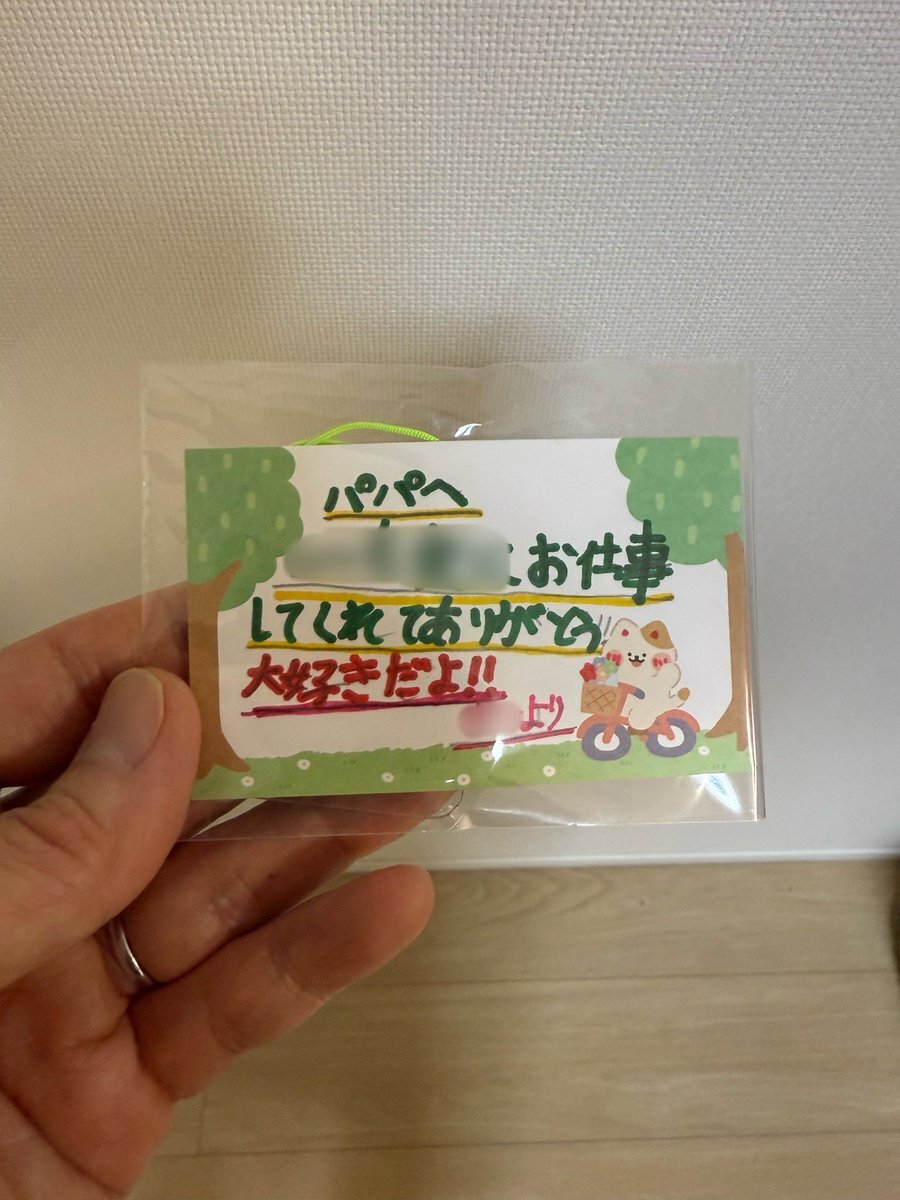 パパへ
お仕事
してくれてありがとう
大好きだよ!!
より